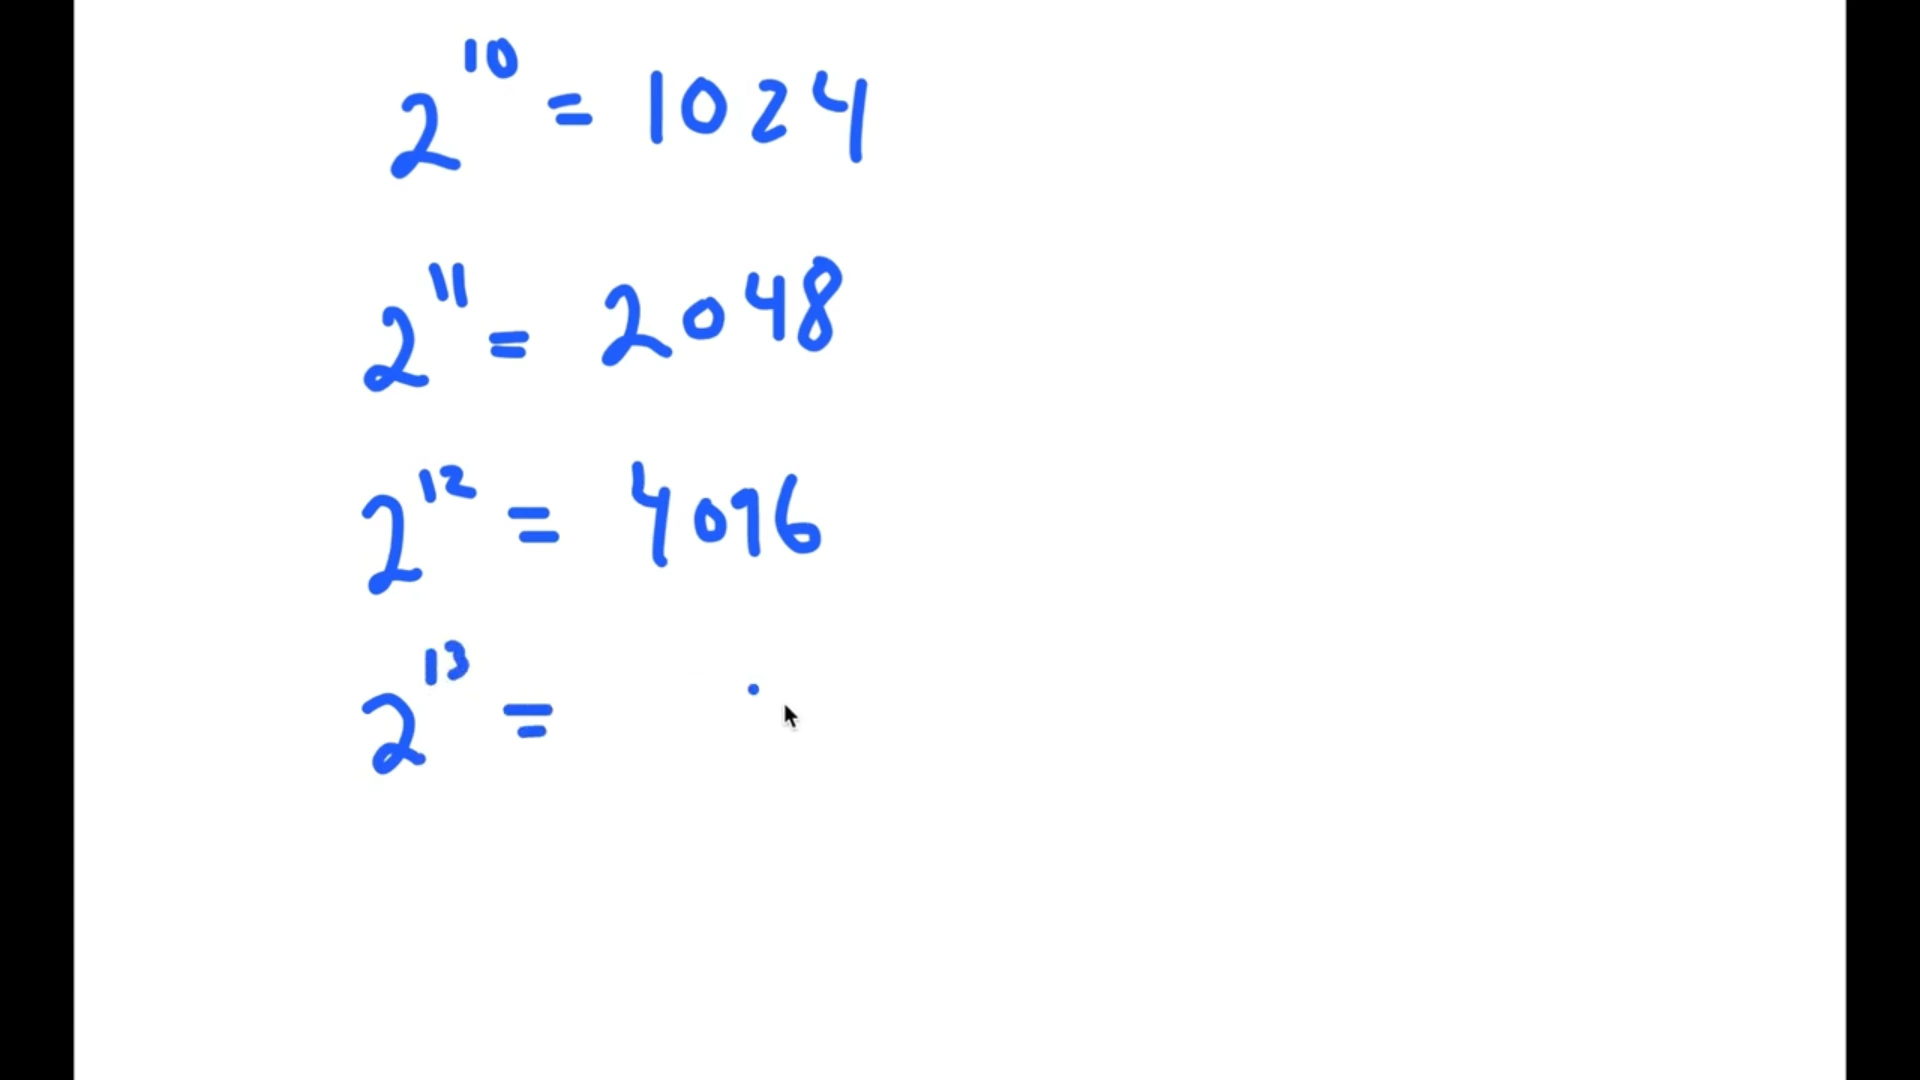 2^10 = 1024
2^11 = 2048
2^12 = 4096
2^13 =